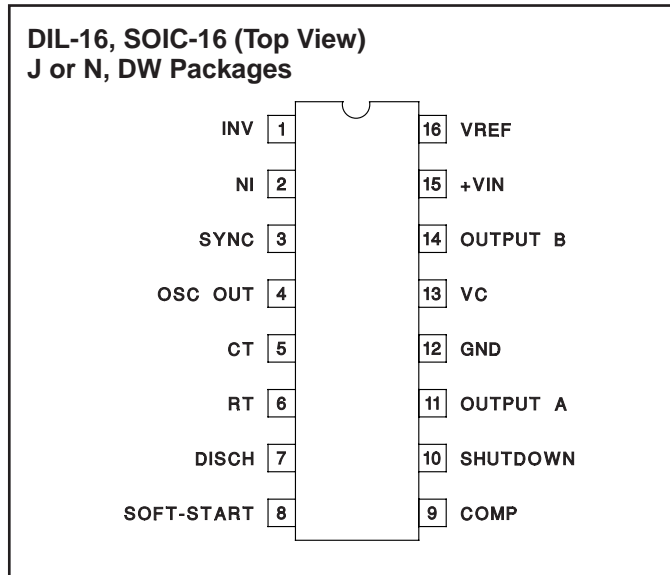 DIL-16, SOIC-16 (Top View)
J or N, DW Packages
INV 1 16 VREF
NI 2 15 +VIN
SYNC 3 14 OUTPUT B
OSC OUT 4 13 VC
CT 5 12 GND
RT 6 11 OUTPUT A
DISCH 7 10 SHUTDOWN
SOFT-START 8 9 COMP